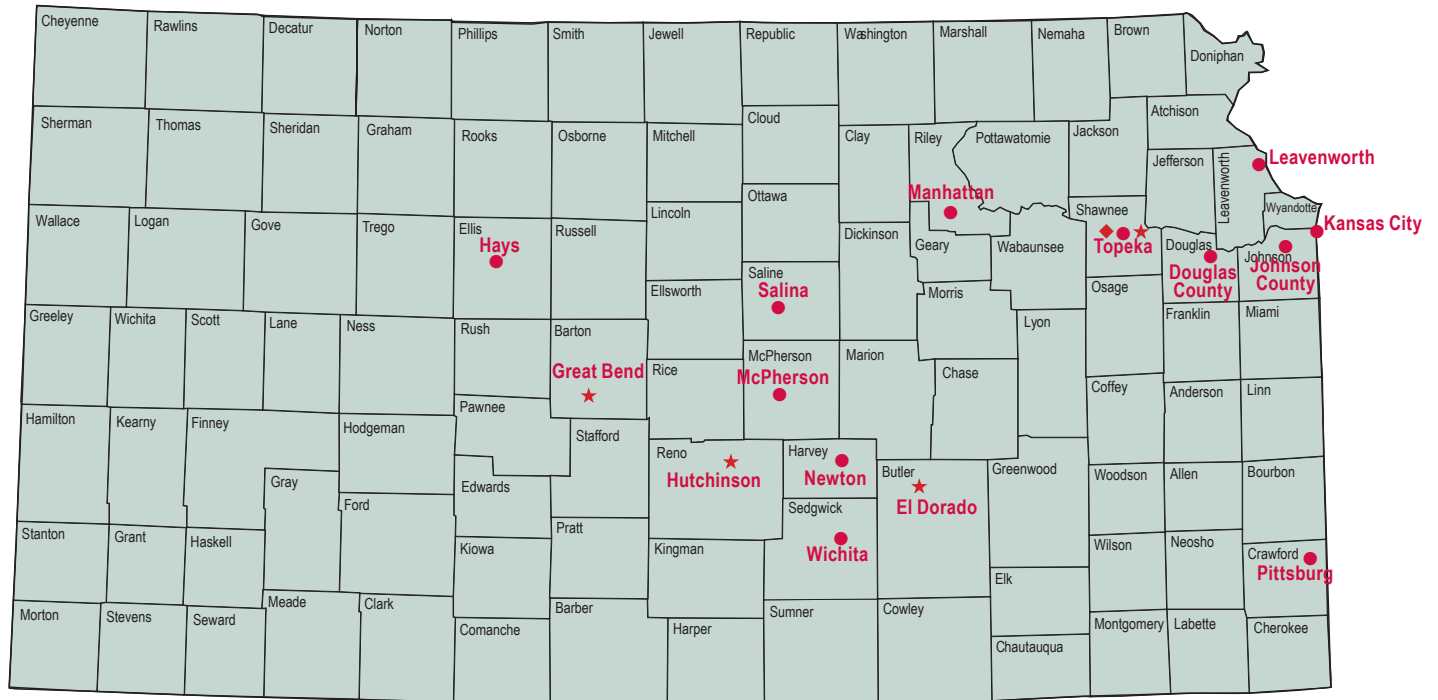 Cheyenne
Rawlins
Decatur
Norton
Phillips
Smith
Jewell
Republic
Washington
Marshall
Nemaha
Brown
Doniphan
Sherman
Thomas
Sheridan
Graham
Rooks
Osborne
Mitchell
Cloud
Clay
Riley
Pottawatomie
Jackson
Atchison
Jefferson
Leavenworth
Leavenworth
Wyandotte
Kansas City
Wallace
Logan
Gove
Trego
Ellis
Hays
Russell
Lincoln
Ottawa
Dickinson
Manhattan
Geary
Wabaunsee
Shawnee
Topeka
Douglas
Douglas
County
Johnson
Johnson
County
Saline
Salina
Ellsworth
Morris
Osage
Greeley
Wichita
Scott
Lane
Ness
Rush
Barton
Great Bend
Rice
McPherson
McPherson
Marion
Chase
Lyon
Franklin
Miami
Hamilton
Kearny
Finney
Hodgeman
Pawnee
Stafford
Coffey
Anderson
Linn
Gray
Ford
Edwards
Reno
Hutchinson
Harvey
Newton
Butler
El Dorado
Greenwood
Woodson
Allen
Bourbon
Stanton
Grant
Haskell
Kiowa
Pratt
Kingman
Sedgwick
Wichita
Elk
Wilson
Neosho
Crawford
Pittsburg
Morton
Stevens
Seward
Meade
Clark
Comanche
Barber
Harper
Sumner
Cowley
Chautauqua
Montgomery
Labette
Cherokee